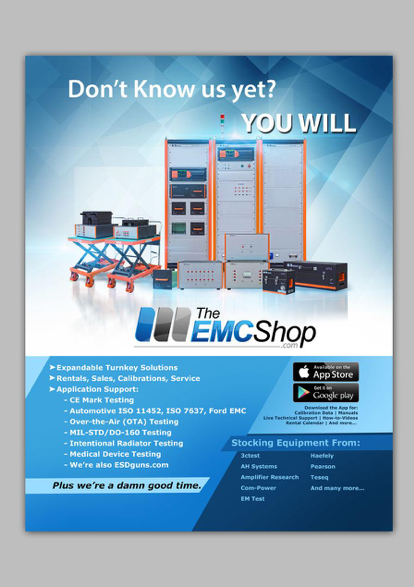 Don't Know us yet?
YOU WILL
The
EMCShop
.com
➤Expandable Turnkey Solutions
➤Rentals, Sales, Calibrations, Service
➤Application Support:
- CE Mark Testing
- Automotive ISO 11452, ISO 7637, Ford EMC
- Over-the-Air (OTA) Testing
- MIL-STD/DO-160 Testing
- Intentional Radiator Testing
- Medical Device Testing
- We're also ESDguns.com
Plus we're a damn good time.
Available on the
App Store
Get it on
Google play
Download the App for:
Calibration Data | Manuals
Live Technical Support | How-to-Videos
Rental Calendar | And more...
Stocking Equipment From:
3ctest
AH Systems
Amplifier Research
Com-Power
EM Test
Haefely
Pearson
Teseq
And many more...